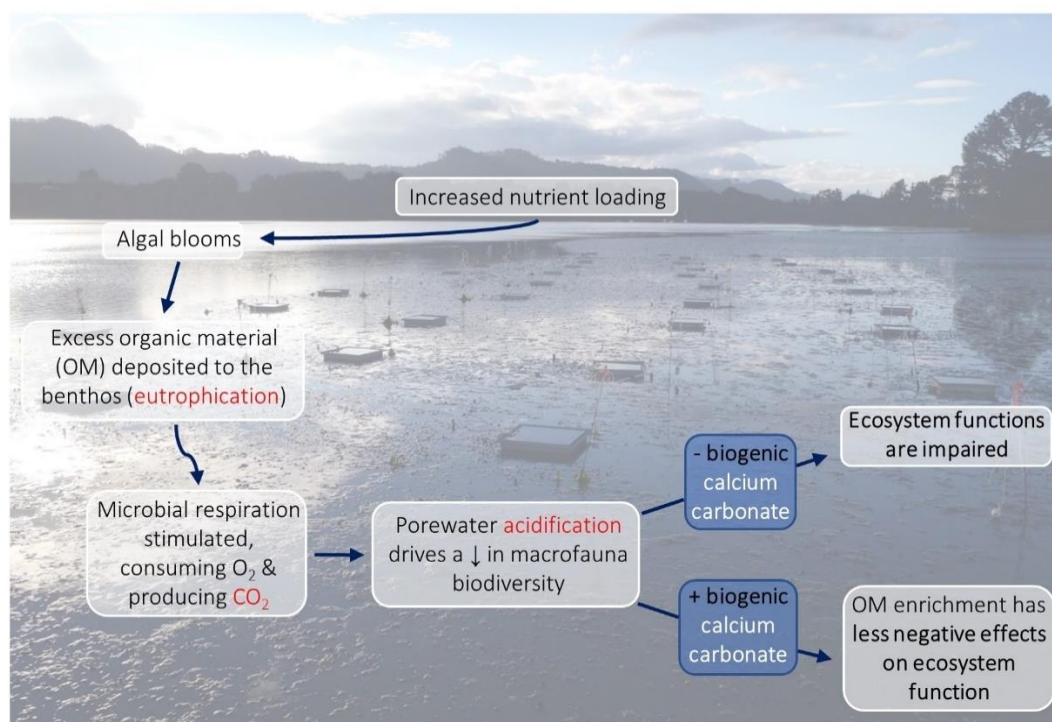 Increased nutrient loading
Algal blooms
Excess organic material
(OM) deposited to the
benthos (eutrophication)
Microbial respiration
stimulated,
consuming O₂ &
producing CO₂
Porewater acidification
drives a ↓ in macrofauna
biodiversity
- biogenic
calcium
carbonate
Ecosystem functions
are impaired
+ biogenic
calcium
carbonate
OM enrichment has
less negative effects
on ecosystem
function